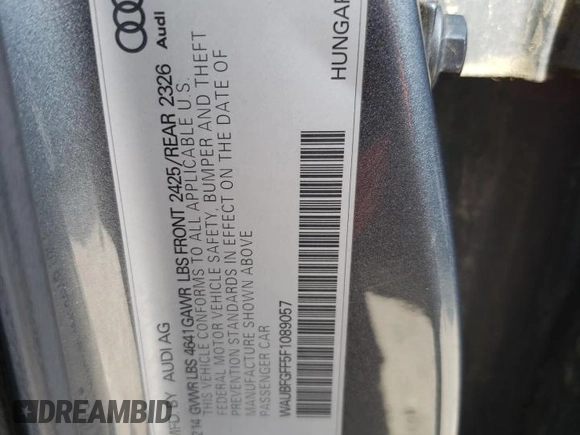 Audi
HUNGAR
MFD BY AUDI AG
214 GVWR LBS 4641 GAWR LBS FRONT 2425/REAR 2326
THIS VEHICLE CONFORMS TO ALL APPLICABLE U.S.
FEDERAL MOTOR VEHICLE SAFETY, BUMPER AND THEFT
PREVENTION STANDARDS IN EFFECT ON THE DATE OF
MANUFACTURE SHOWN ABOVE
PASSENGER CAR
WAUBFGFF5F1089057
DREAMBID